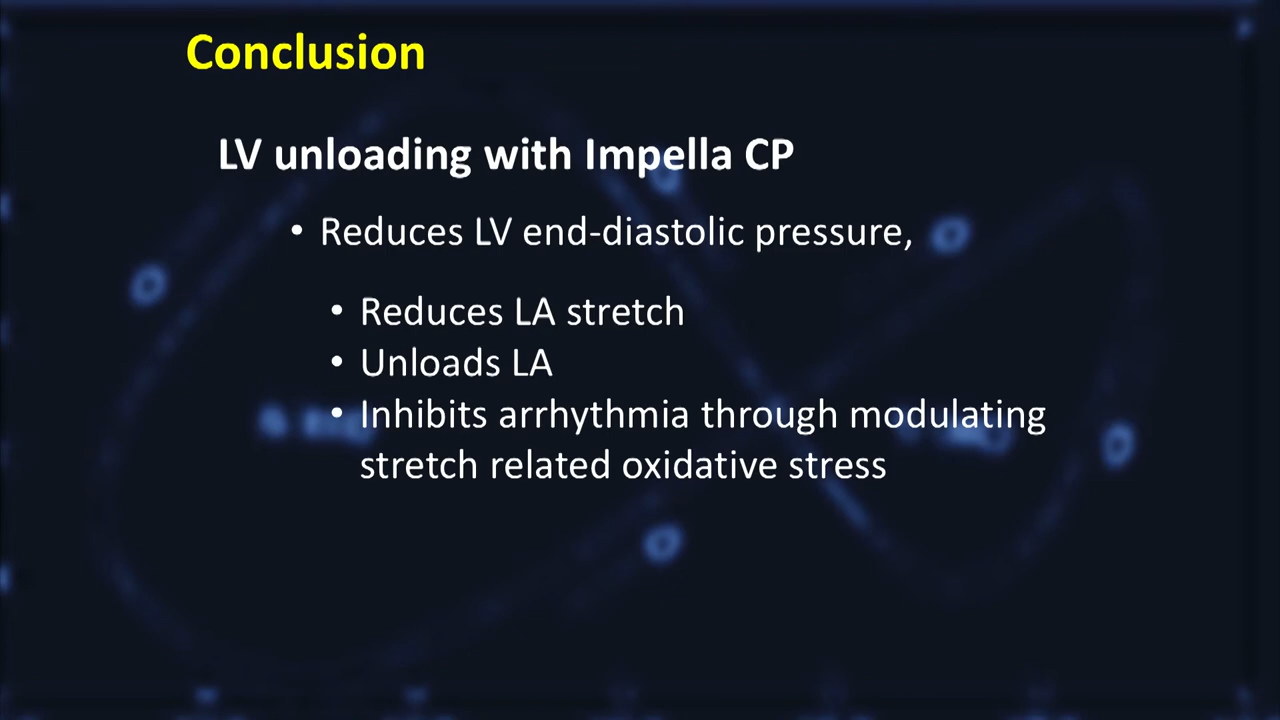 Conclusion
LV unloading with Impella CP
• Reduces LV end-diastolic pressure,
• Reduces LA stretch
• Unloads LA
• Inhibits arrhythmia through modulating
stretch related oxidative stress